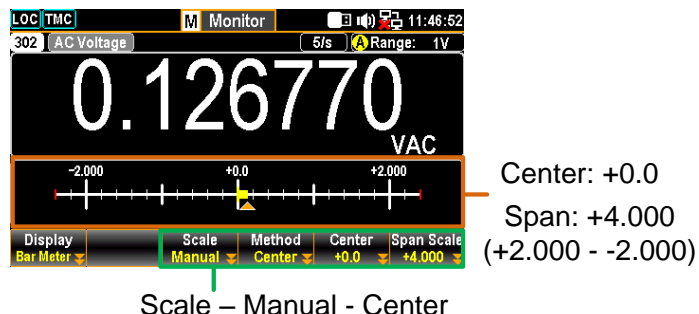 LOC TMC M Monitor 11:46:52
302 AC Voltage 5/s A Range: 1V
0.126770
VAC
-2.000 +0.0 +2.000
Center: +0.0
Span: +4.000
(+2.000 - -2.000)
Display Scale Method Center Span Scale
Bar Meter Manual Center +0.0 +4.000
Scale – Manual - Center